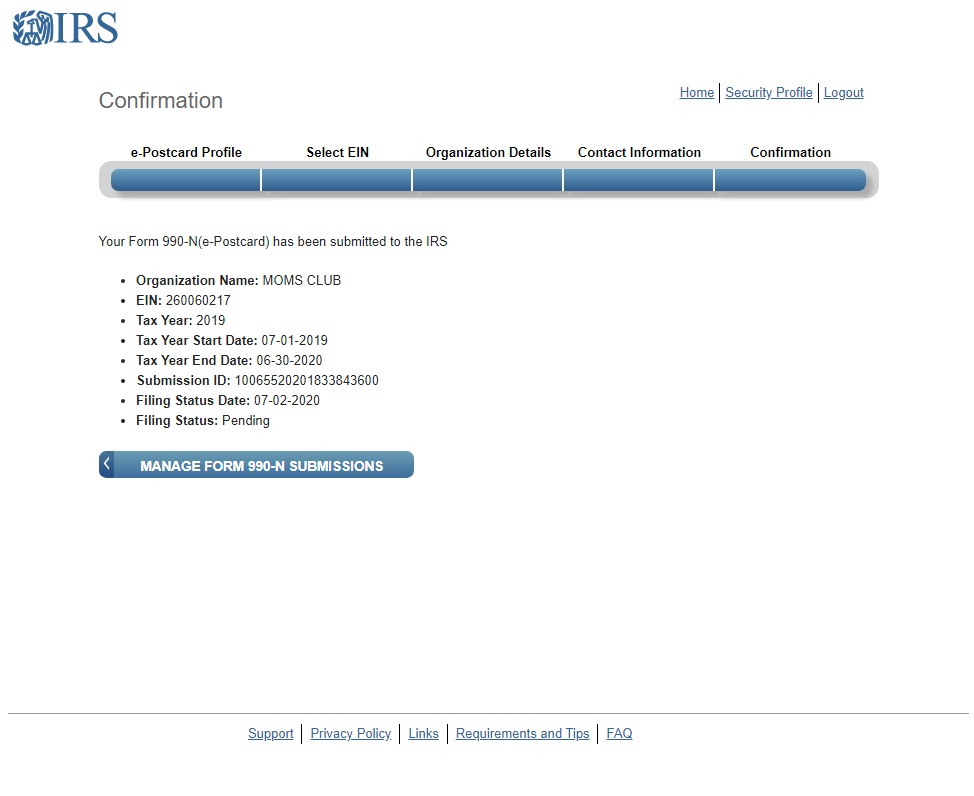 IRS
Confirmation
Home Security Profile Logout
e-Postcard Profile Select EIN Organization Details Contact Information Confirmation
Your Form 990-N(e-Postcard) has been submitted to the IRS
• Organization Name: MOMS CLUB
• EIN: 260060217
• Tax Year: 2019
• Tax Year Start Date: 07-01-2019
• Tax Year End Date: 06-30-2020
• Submission ID: 10065520201833843600
• Filing Status Date: 07-02-2020
• Filing Status: Pending
MANAGE FORM 990-N SUBMISSIONS
Support Privacy Policy Links Requirements and Tips FAQ